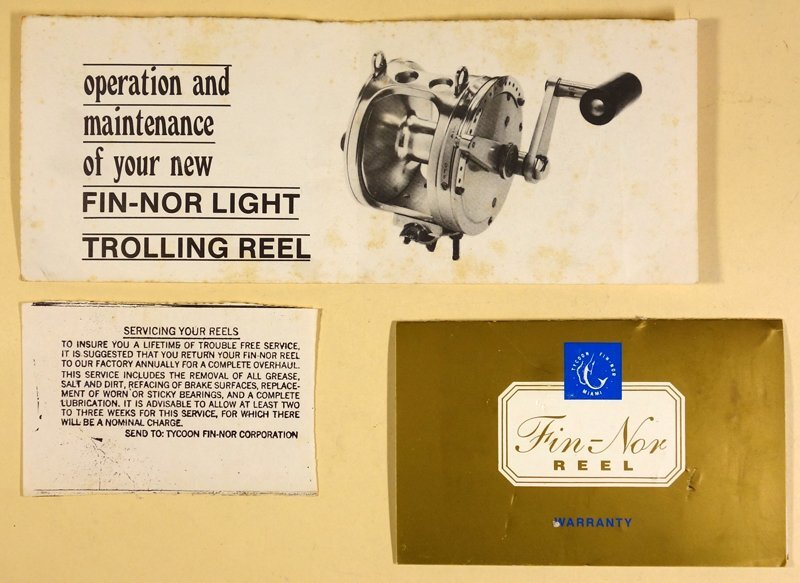 operation and
maintenance
of your new
FIN-NOR LIGHT
TROLLING REEL
SERVICING YOUR REELS
TO INSURE YOU A LIFETIME OF TROUBLE FREE SERVICE,
IT IS SUGGESTED THAT YOU RETURN YOUR FIN-NOR REEL
TO OUR FACTORY ANNUALLY FOR A COMPLETE OVERHAUL.
THIS SERVICE INCLUDES THE REMOVAL OF ALL GREASE,
SALT AND DIRT, REFACING OF BRAKE SURFACES, REPLACE-
MENT OF WORN OR STICKY BEARINGS, AND A COMPLETE
LUBRICATION. IT IS ADVISABLE TO ALLOW AT LEAST TWO
TO THREE WEEKS FOR THIS SERVICE, FOR WHICH THERE
WILL BE A NOMINAL CHARGE.
SEND TO: TYCOON FIN-NOR CORPORATION
TYCOON FIN-NOR
MIAMI
Fin-Nor
REEL
WARRANTY